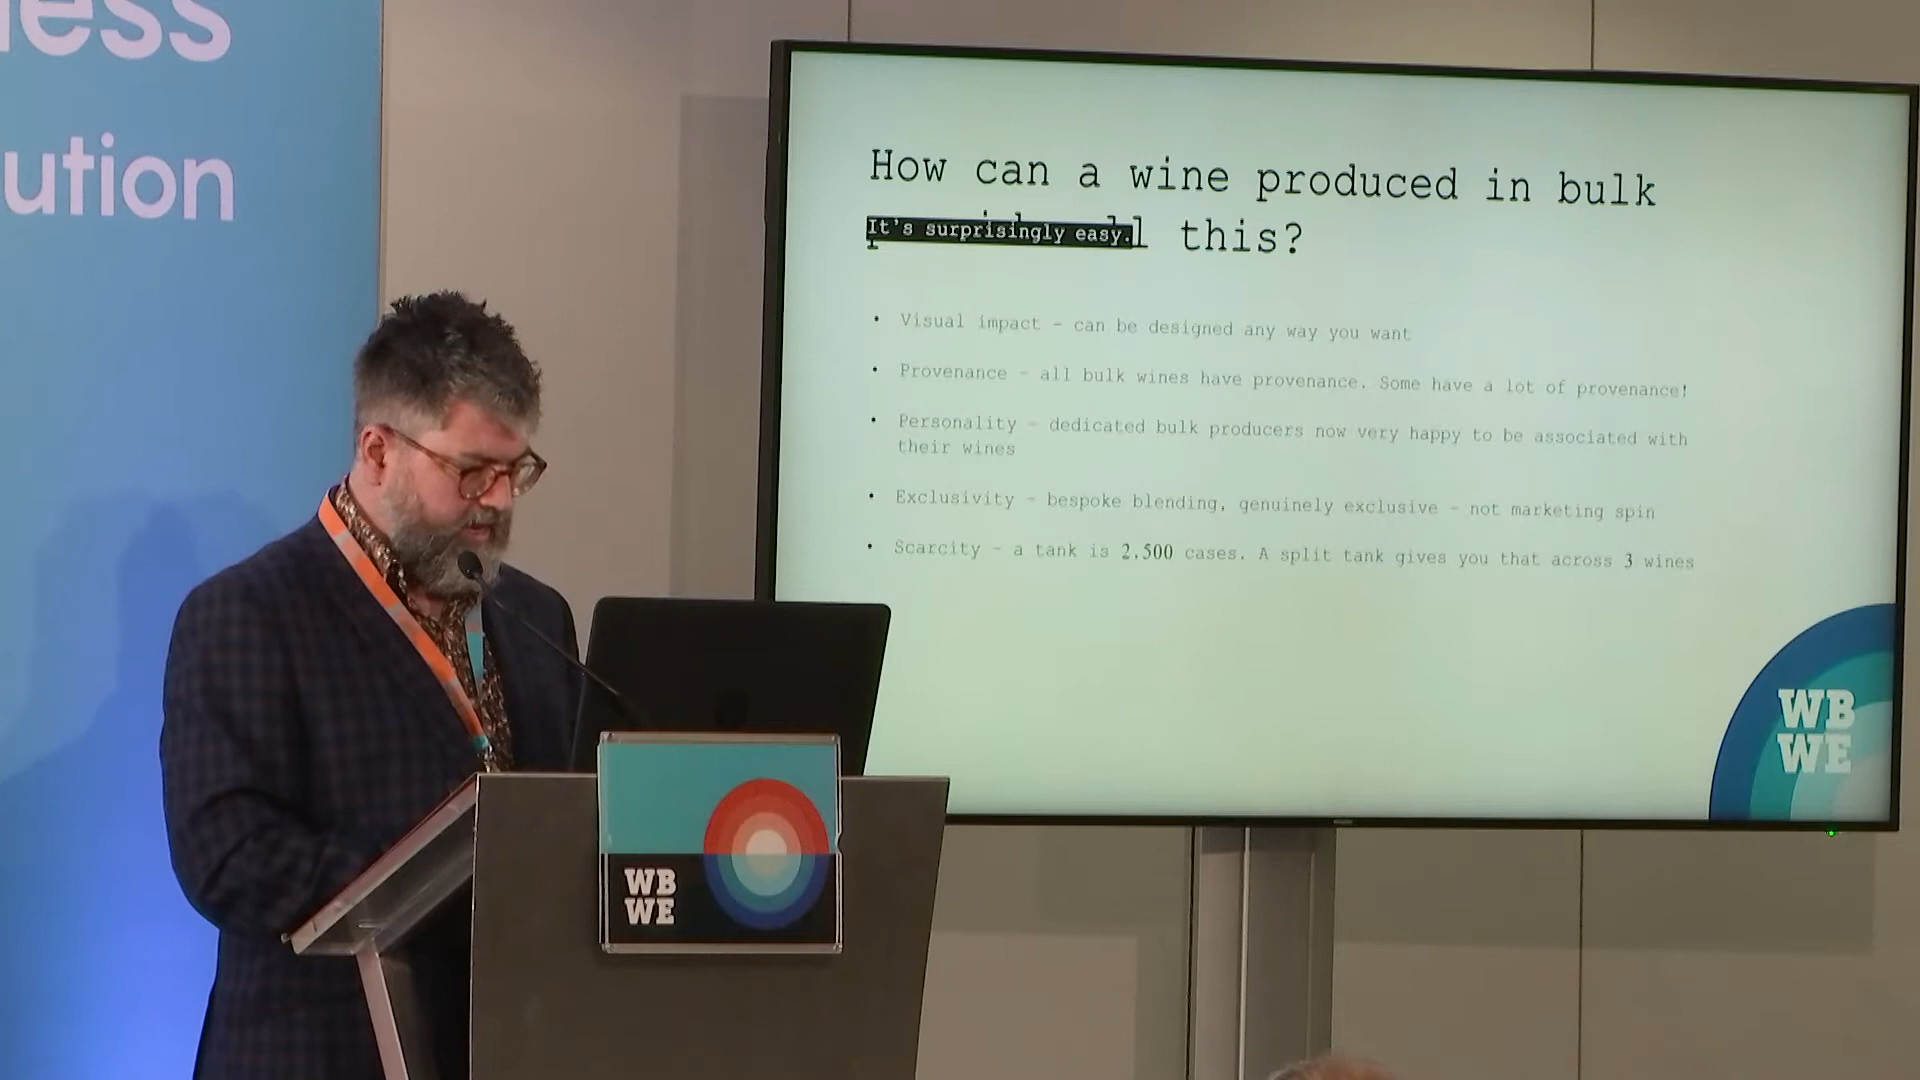 ess
ution
How can a wine produced in bulk
It's surprisingly easy.
this?
• Visual impact - can be designed any way you want
• Provenance - all bulk wines have provenance. Some have a lot of provenance!
• Personality - dedicated bulk producers now very happy to be associated with
their wines
• Exclusivity - bespoke blending, genuinely exclusive - not marketing spin
• Scarcity - a tank is 2.500 cases. A split tank gives you that across 3 wines
WB
WE
WB
WE